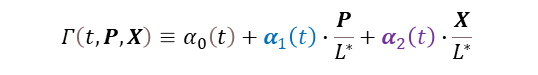 Γ(t, P, X) ≡ α₀(t) + α₁(t) · P/L* + α₂(t) · X/L*